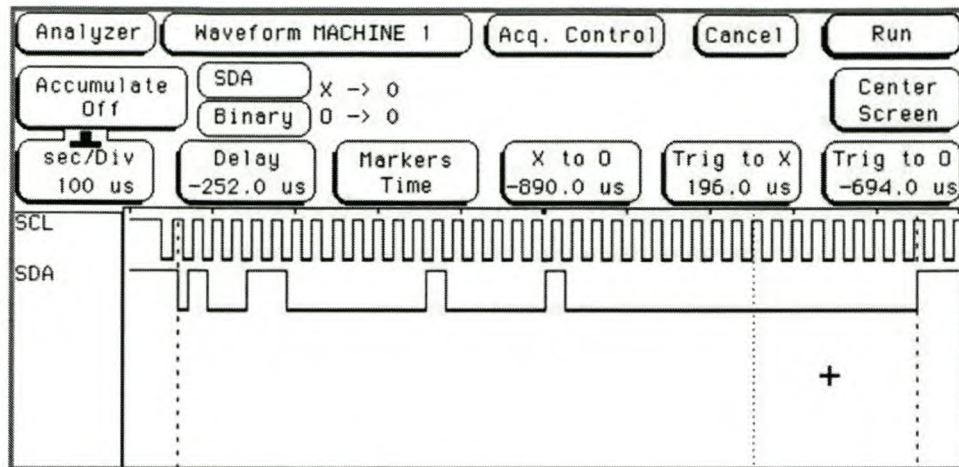 Analyzer Waveform MACHINE 1 Acq. Control Cancel Run
Accumulate Off SDA X -> 0 Center Screen
Binary O -> 0
sec/Div Delay Markers X to O Trig to X Trig to O
100 us -252.0 us Time -890.0 us 196.0 us -694.0 us
SCL
SDA